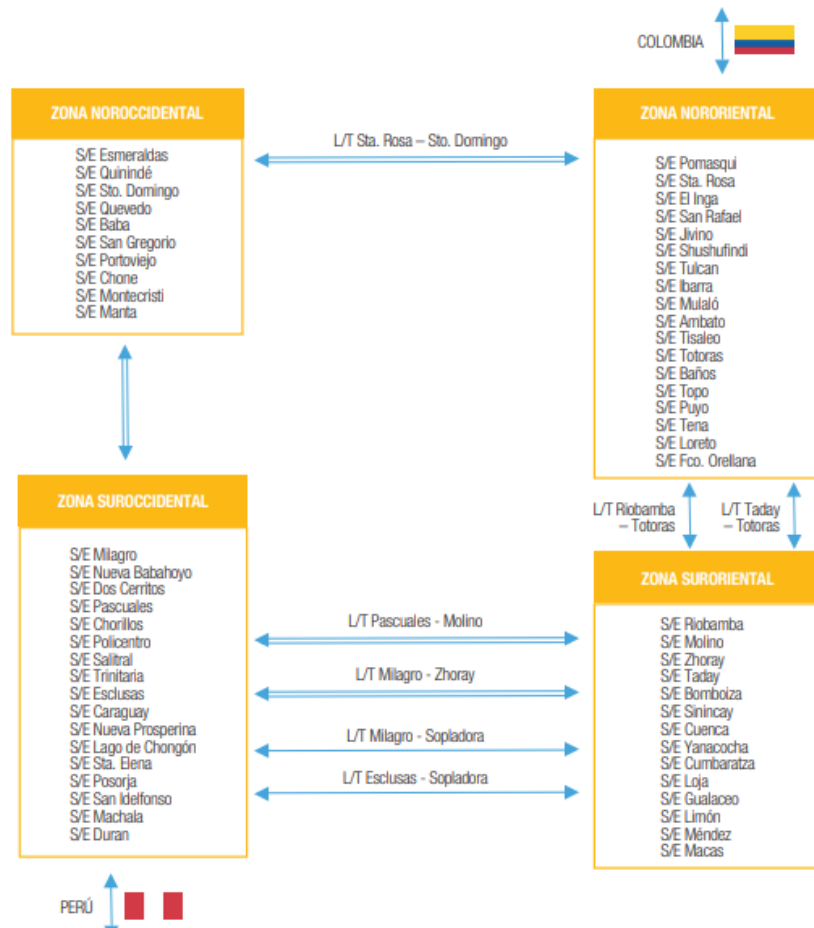 COLOMBIA
ZONA NOROCCIDENTAL
S/E Esmeraldas
S/E Quinindé
S/E Sto. Domingo
S/E Quevedo
S/E Baba
S/E San Gregorio
S/E Portoviejo
S/E Chone
S/E Montecristi
S/E Manta
L/T Sta. Rosa – Sto. Domingo
ZONA NORORIENTAL
S/E Pomasqui
S/E Sta. Rosa
S/E El Inga
S/E San Rafael
S/E Jivino
S/E Shushufindi
S/E Tulcan
S/E Ibarra
S/E Mulaló
S/E Ambato
S/E Tisaleo
S/E Totoras
S/E Baños
S/E Topo
S/E Puyo
S/E Tena
S/E Loreto
S/E Fco. Orellana
L/T Riobamba
– Totoras
L/T Taday
– Totoras
ZONA SUROCCIDENTAL
S/E Milagro
S/E Nueva Babahoyo
S/E Dos Cerritos
S/E Pascuales
S/E Chorillos
S/E Policentro
S/E Salitral
S/E Trinitaria
S/E Esclusas
S/E Caraguay
S/E Nueva Prosperina
S/E Lago de Chongón
S/E Sta. Elena
S/E Posorja
S/E San Idelfonso
S/E Machala
S/E Duran
L/T Pascuales - Molino
L/T Milagro - Zhoray
L/T Milagro - Sopladora
L/T Esclusas - Sopladora
ZONA SURORIENTAL
S/E Riobamba
S/E Molino
S/E Zhoray
S/E Taday
S/E Bomboiza
S/E Sinincay
S/E Cuenca
S/E Yanacocha
S/E Cumbaratza
S/E Loja
S/E Gualaceo
S/E Limón
S/E Méndez
S/E Macas
PERÚ